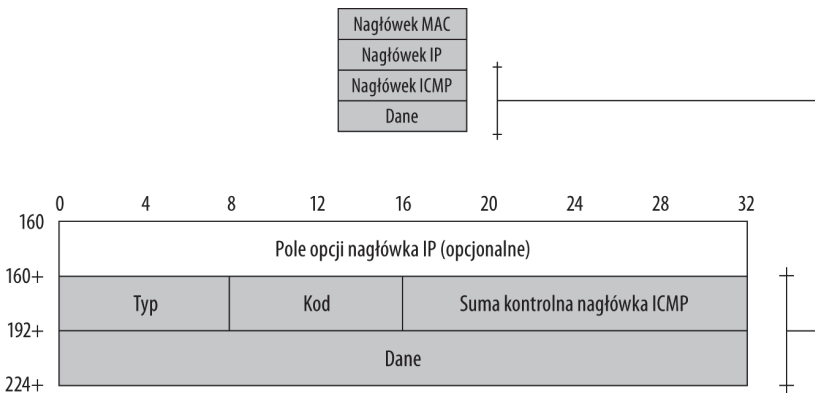 Nagłówek MAC
Nagłówek IP
Nagłówek ICMP
Dane
0 4 8 12 16 20 24 28 32
160
Pole opcji nagłówka IP (opcjonalne)
160+
Typ Kod Suma kontrolna nagłówka ICMP
192+
Dane
224+